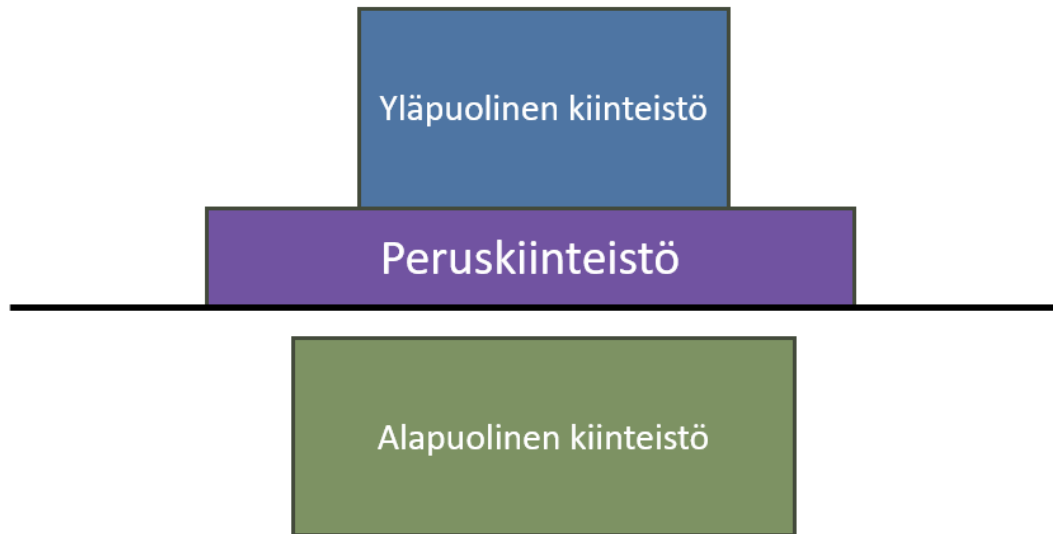 Yläpuolinen kiinteistö
Peruskiinteistö
Alapuolinen kiinteistö